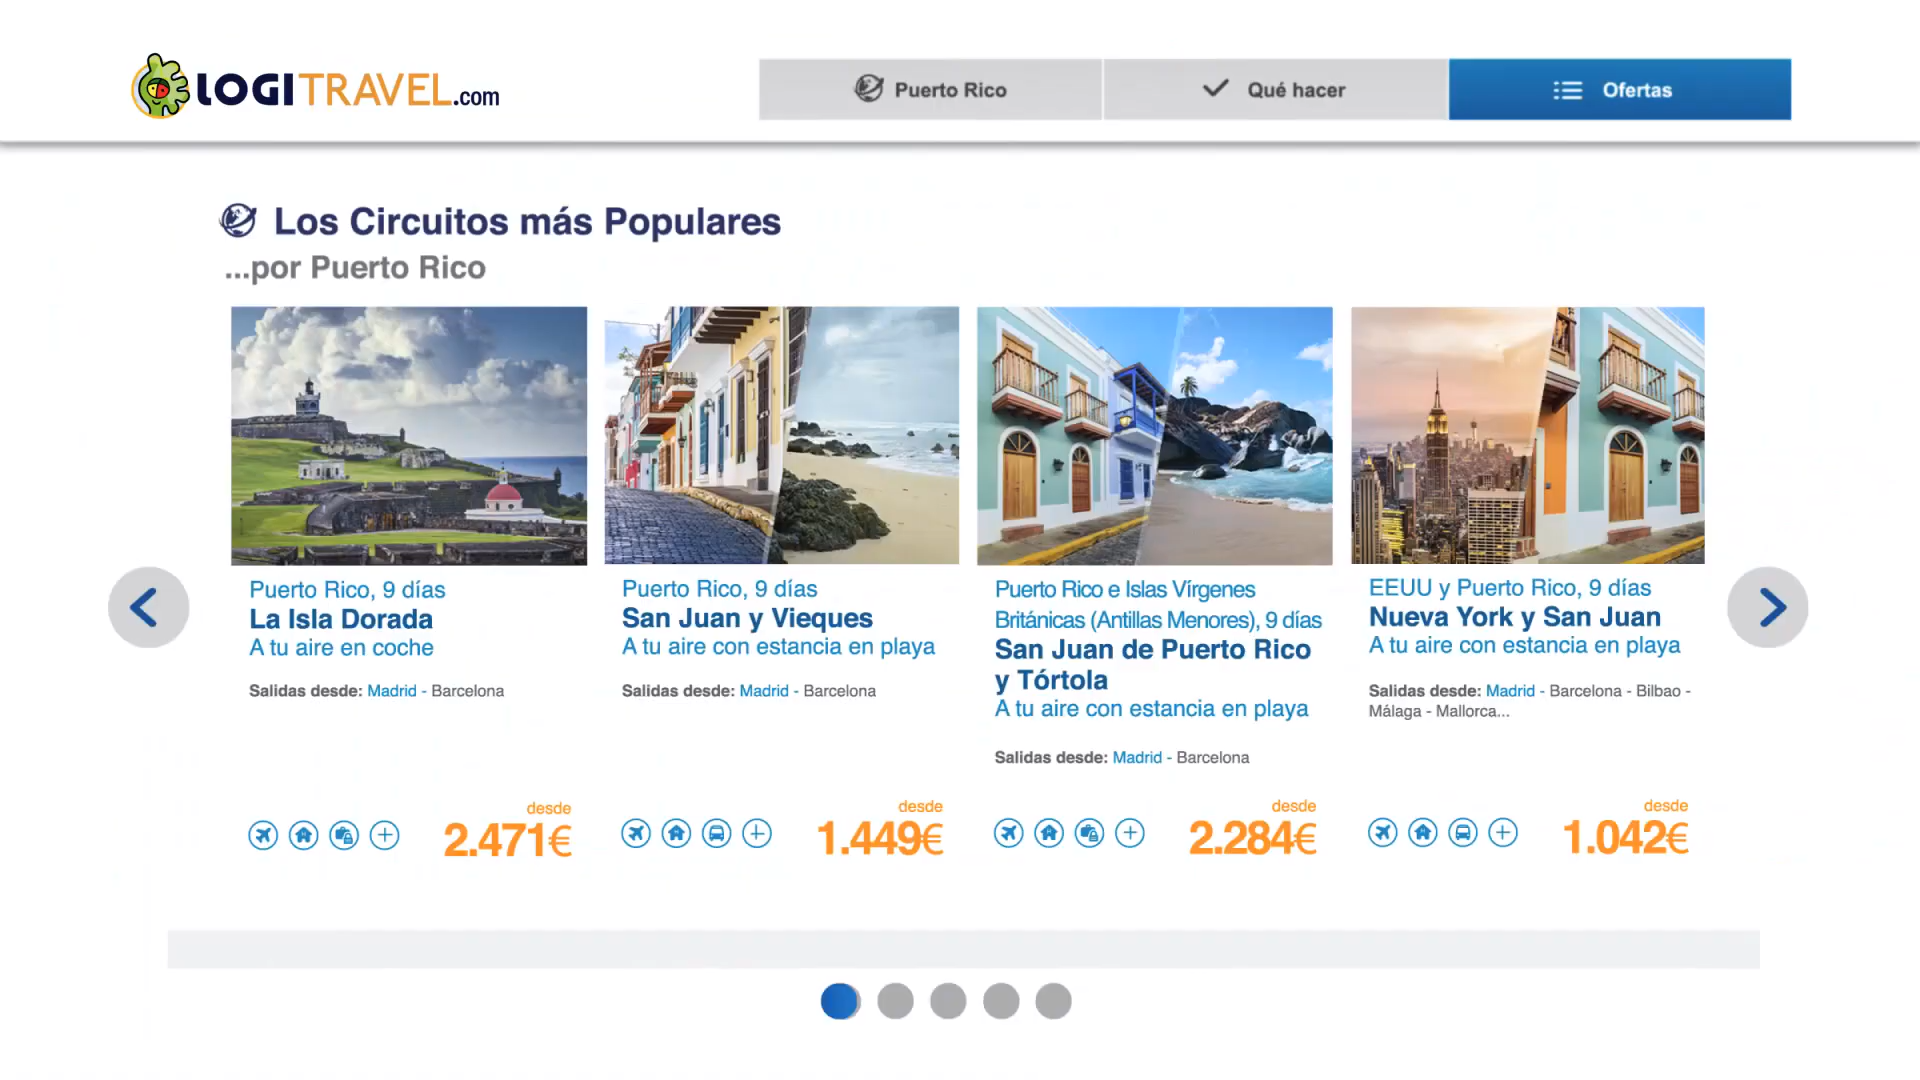 LOGITRAVEL.com
Puerto Rico
Qué hacer
Ofertas
Los Circuitos más Populares
...por Puerto Rico
Puerto Rico, 9 días
La Isla Dorada
A tu aire en coche
Salidas desde: Madrid - Barcelona
desde
2.471€
Puerto Rico, 9 días
San Juan y Vieques
A tu aire con estancia en playa
Salidas desde: Madrid - Barcelona
desde
1.449€
Puerto Rico e Islas Vírgenes
Británicas (Antillas Menores), 9 días
San Juan de Puerto Rico
y Tórtola
A tu aire con estancia en playa
Salidas desde: Madrid - Barcelona
desde
2.284€
EEUU y Puerto Rico, 9 días
Nueva York y San Juan
A tu aire con estancia en playa
Salidas desde: Madrid - Barcelona - Bilbao -
Málaga - Mallorca...
desde
1.042€